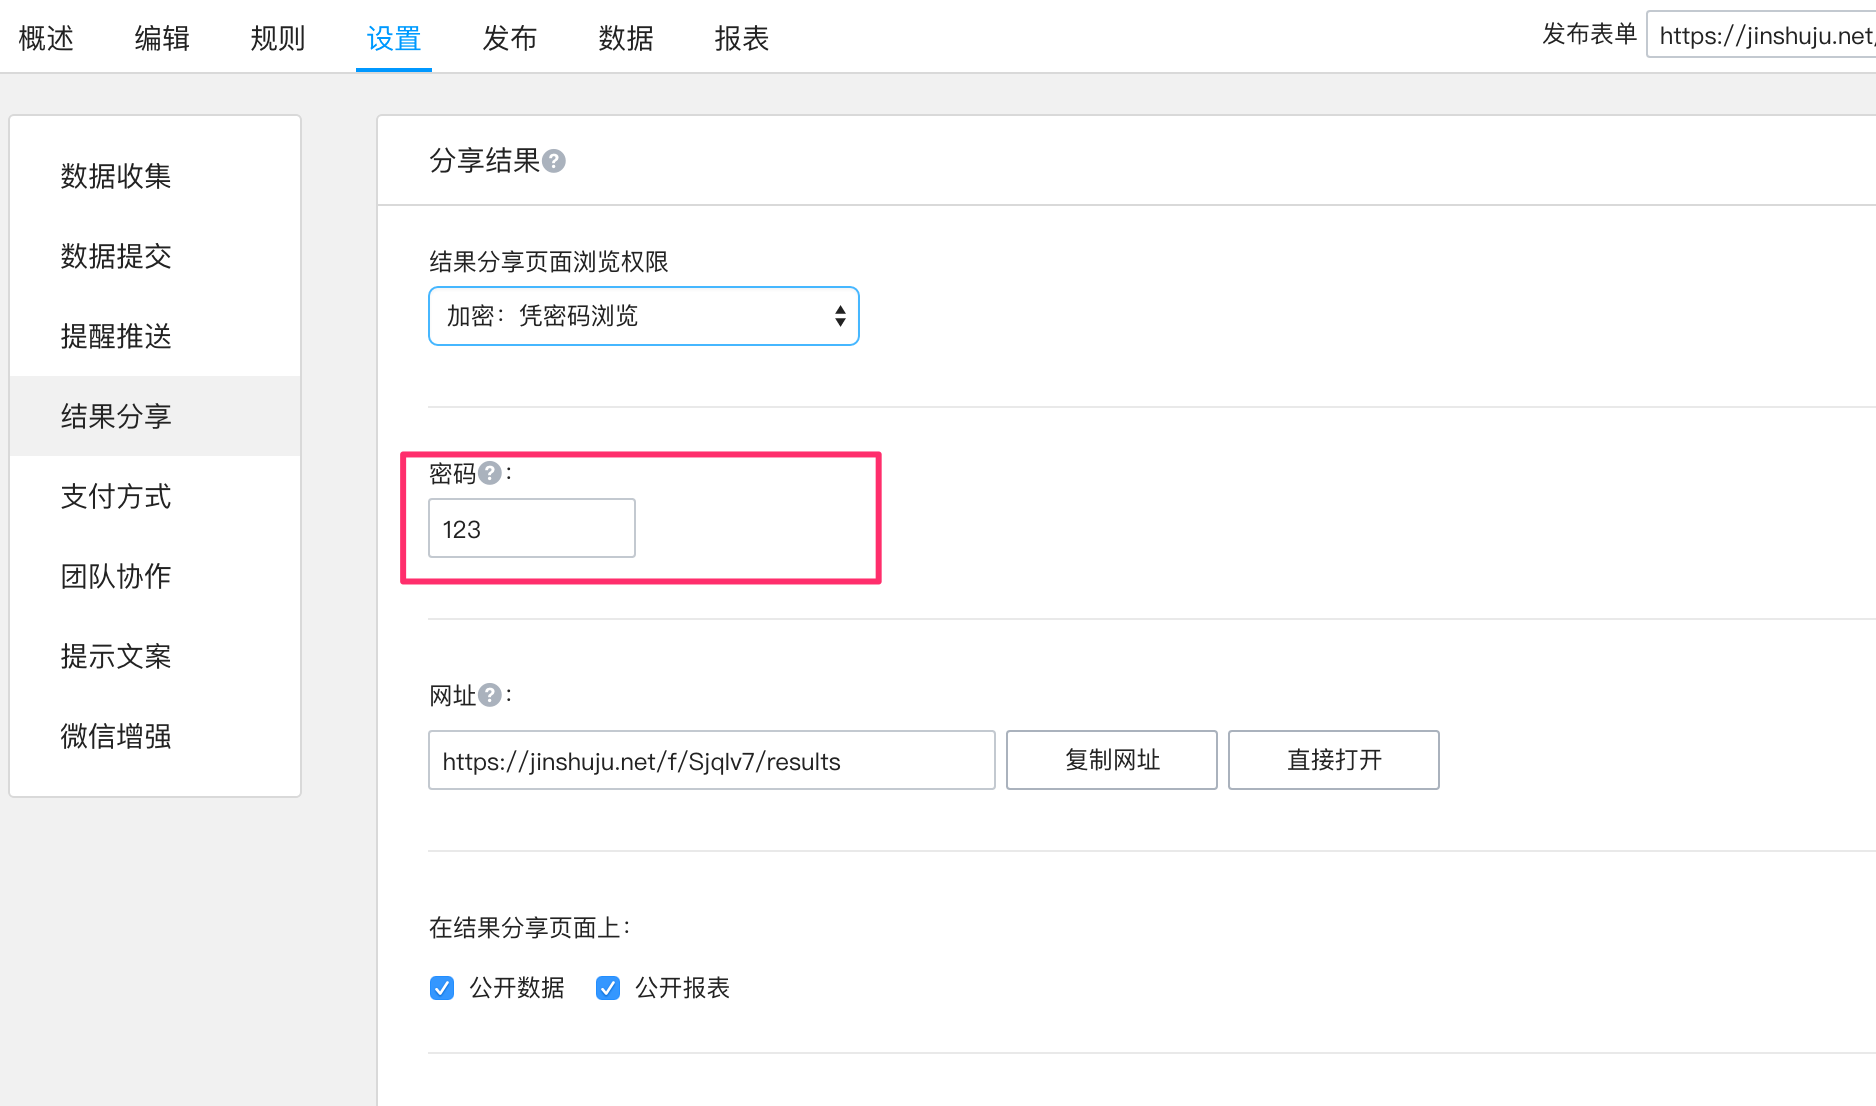 概述 编辑 规则 设置 发布 数据 报表 发布表单 https://jinshuju.net/
数据收集
数据提交
提醒推送
结果分享
支付方式
团队协作
提示文案
微信增强
分享结果?
结果分享页面浏览权限
加密：凭密码浏览
密码?：
123
网址?：
https://jinshuju.net/f/Sjqlv7/results 复制网址 直接打开
在结果分享页面上：
公开数据 公开报表